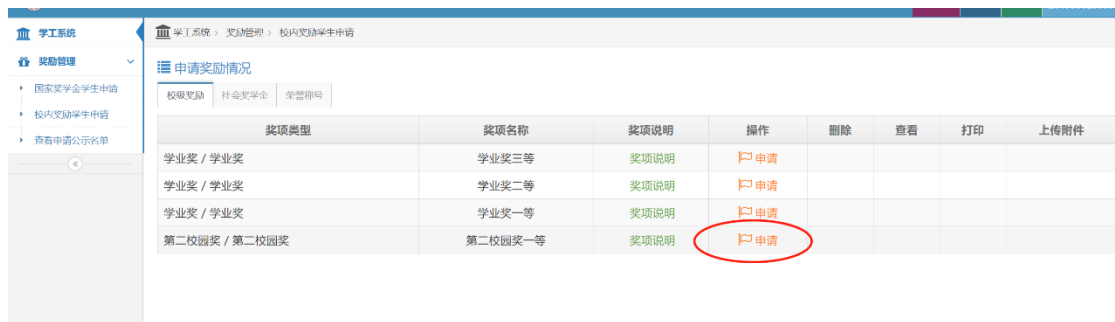 学工系统
学工系统 > 奖励管理 > 校内奖励学生申请
奖励管理
国家奖学金学生申请
校内奖励学生申请
查看申请公示名单
申请奖励情况
校级奖励 社会奖学金 荣誉称号
奖项类型 奖项名称 奖项说明 操作 删除 查看 打印 上传附件
学业奖 / 学业奖 学业奖三等 奖项说明 申请
学业奖 / 学业奖 学业奖二等 奖项说明 申请
学业奖 / 学业奖 学业奖一等 奖项说明 申请
第二校园奖 / 第二校园奖 第二校园奖一等 奖项说明 申请